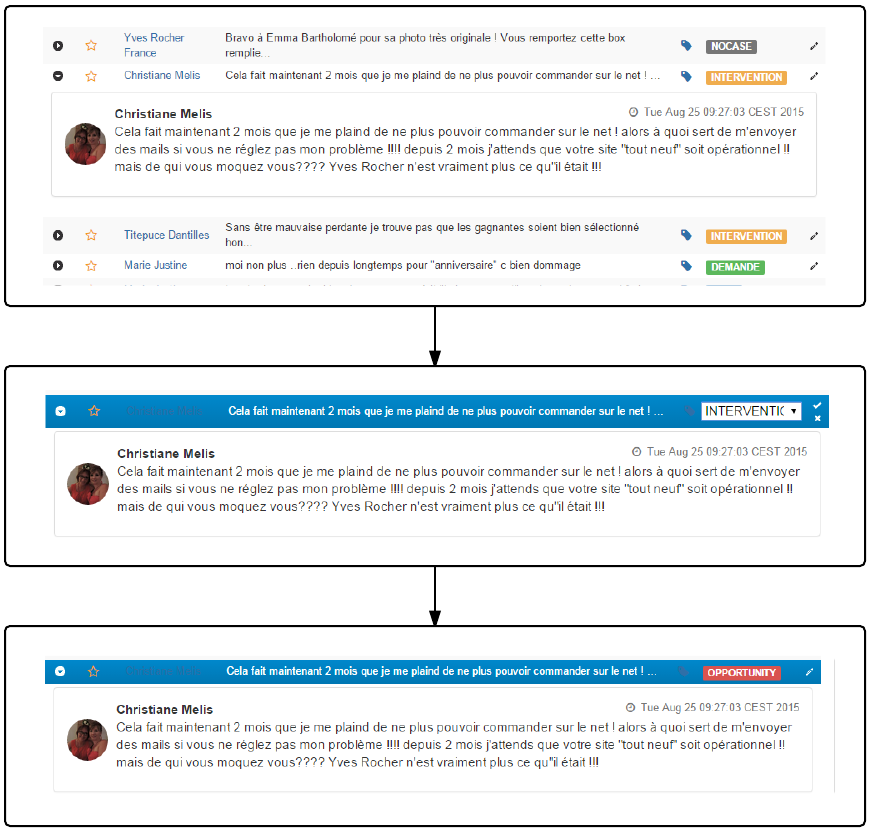 Yves Rocher France Bravo à Emma Bartholomé pour sa photo très originale ! Vous remportez cette box remplie... NOCASE
Christiane Melis Cela fait maintenant 2 mois que je me plaind de ne plus pouvoir commander sur le net ! ... INTERVENTION
Christiane Melis Tue Aug 25 09:27:03 CEST 2015
Cela fait maintenant 2 mois que je me plaind de ne plus pouvoir commander sur le net ! alors à quoi sert de m'envoyer
des mails si vous ne réglez pas mon problème !!!! depuis 2 mois j'attends que votre site "tout neuf" soit opérationnel !!
mais de qui vous moquez vous???? Yves Rocher n'est vraiment plus ce qu"il était !!!
Titepuce Dantilles Sans être mauvaise perdante je trouve pas que les gagnantes soient bien sélectionné hon... INTERVENTION
Marie Justine moi non plus ..rien depuis longtemps pour "anniversaire" c bien dommage DEMANDE
Cela fait maintenant 2 mois que je me plaind de ne plus pouvoir commander sur le net ! ... INTERVENTIC
Christiane Melis Tue Aug 25 09:27:03 CEST 2015
Cela fait maintenant 2 mois que je me plaind de ne plus pouvoir commander sur le net ! alors à quoi sert de m'envoyer
des mails si vous ne réglez pas mon problème !!!! depuis 2 mois j'attends que votre site "tout neuf" soit opérationnel !!
mais de qui vous moquez vous???? Yves Rocher n'est vraiment plus ce qu"il était !!!
Cela fait maintenant 2 mois que je me plaind de ne plus pouvoir commander sur le net ! ... OPPORTUNITY
Christiane Melis Tue Aug 25 09:27:03 CEST 2015
Cela fait maintenant 2 mois que je me plaind de ne plus pouvoir commander sur le net ! alors à quoi sert de m'envoyer
des mails si vous ne réglez pas mon problème !!!! depuis 2 mois j'attends que votre site "tout neuf" soit opérationnel !!
mais de qui vous moquez vous???? Yves Rocher n'est vraiment plus ce qu"il était !!!